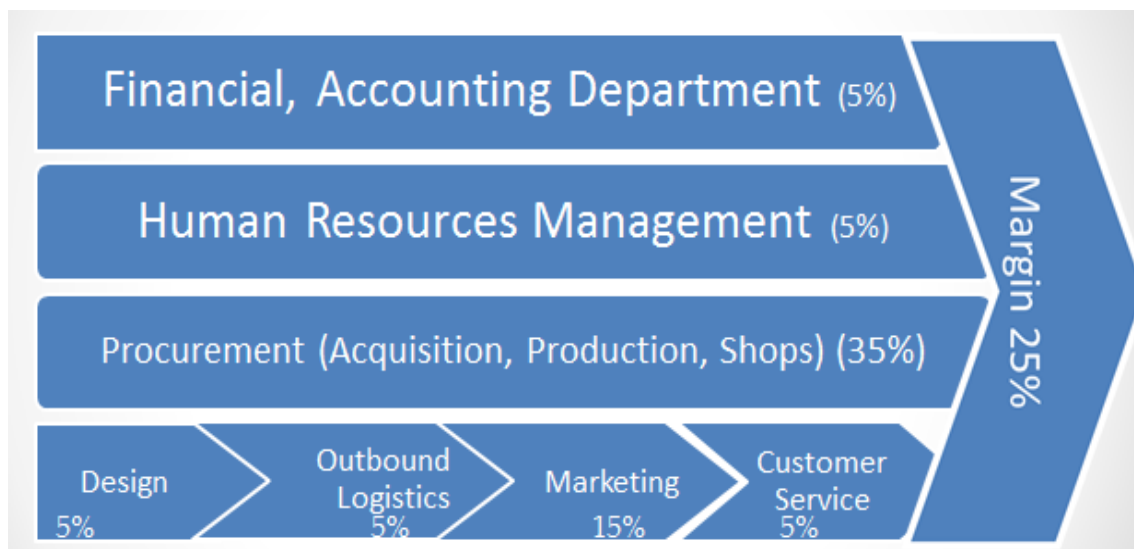 Financial, Accounting Department (5%)
Human Resources Management (5%)
Procurement (Acquisition, Production, Shops) (35%)
Margin 25%
Design
5%
Outbound
Logistics
5%
Marketing
15%
Customer
Service
5%